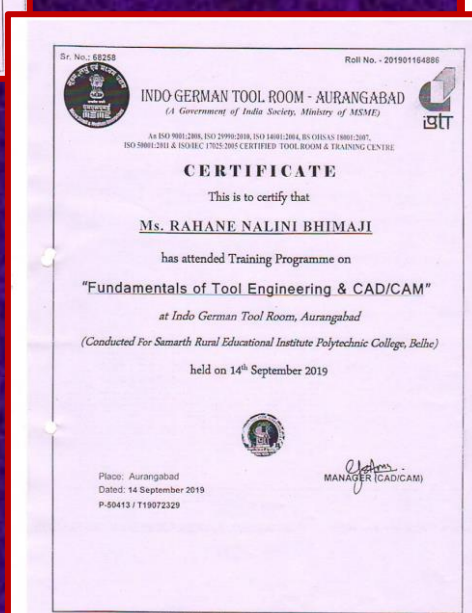 Sr. No.: 68258
Roll No. - 201901164886
INDO GERMAN TOOL ROOM - AURANGABAD
(A Government of India Society, Ministry of MSME)
An ISO 9001:2008, ISO 29990:2010, ISO 14001:2004, BS OHSAS 18001:2007,
ISO 50001:2011 & ISO/IEC 17025:2005 CERTIFIED TOOL ROOM & TRAINING CENTRE
IGTR
CERTIFICATE
This is to certify that
Ms. RAHANE NALINI BHIMAJI
has attended Training Programme on
"Fundamentals of Tool Engineering & CAD/CAM"
at Indo German Tool Room, Aurangabad
(Conducted For Samarth Rural Educational Institute Polytechnic College, Belhe)
held on 14th September 2019
Place: Aurangabad
Dated: 14 September 2019
P-50413 / T19072329
MANAGER (CAD/CAM)